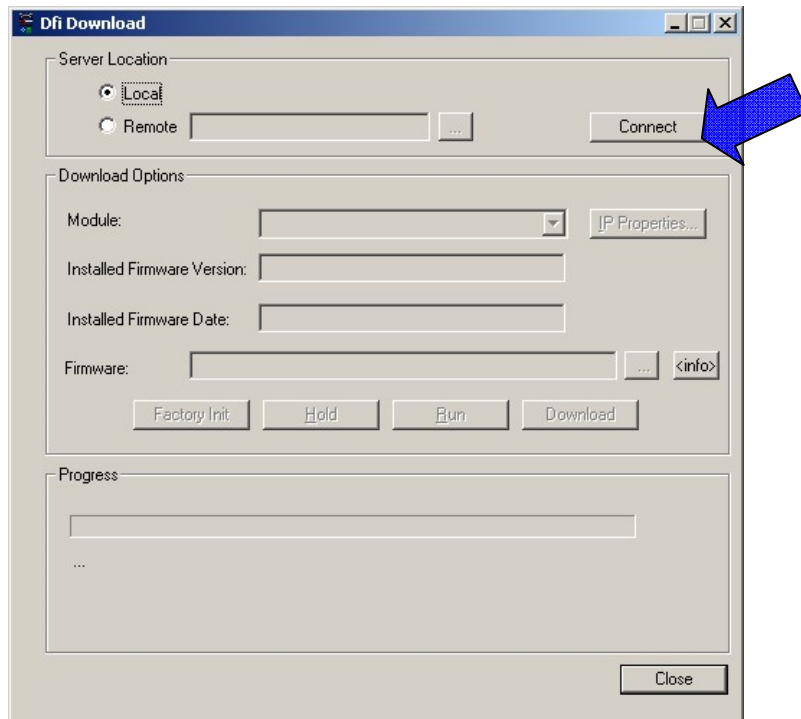 Dfi Download
Server Location
Local
Remote ... Connect
Download Options
Module: IP Properties...
Installed Firmware Version:
Installed Firmware Date:
Firmware: ... <info>
Factory Init Hold Run Download
Progress
...
Close